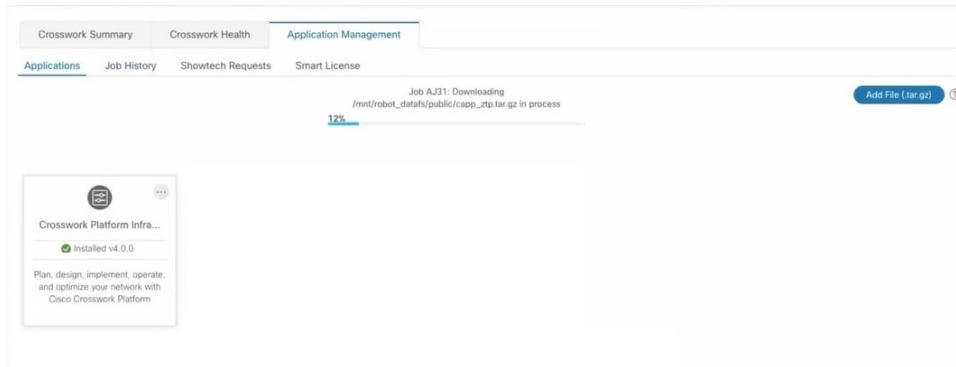 Crosswork Summary Crosswork Health Application Management
Applications Job History Showtech Requests Smart License
Job AJ31: Downloading
/mnt/robot_datafs/public/capp_ztp.tar.gz in process
Add File (.tar.gz) ?
12%
Crosswork Platform Infra...
Installed v4.0.0
Plan, design, implement, operate,
and optimize your network with
Cisco Crosswork Platform